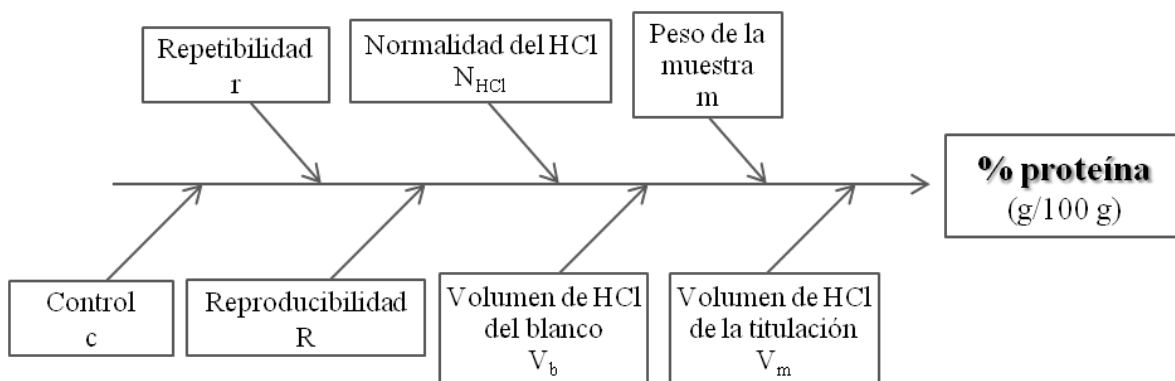 Repetibilidad
r
Normalidad del HCl
N_HCl
Peso de la
muestra
m
% proteína
(g/100 g)
Control
c
Reproducibilidad
R
Volumen de HCl
del blanco
V_b
Volumen de HCl
de la titulación
V_m